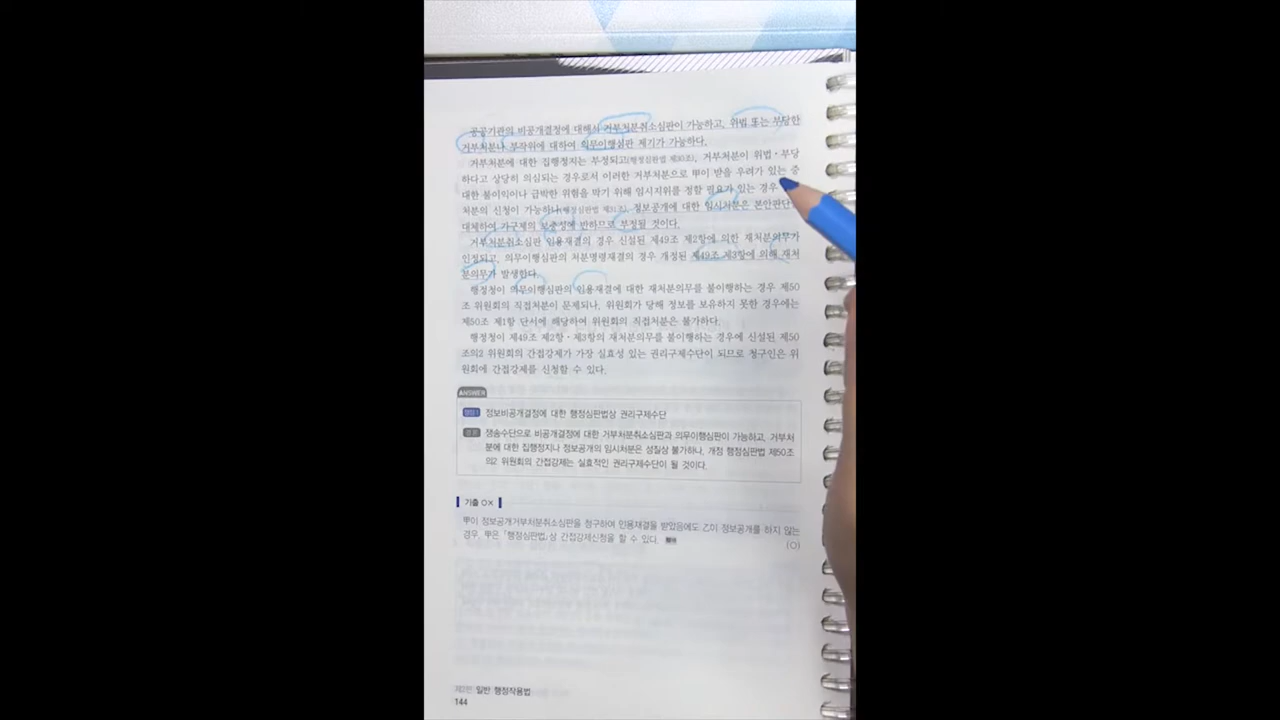 공공기관의 비공개결정에 대해서 거부처분취소심판이 가능하고, 위법 또는 부당한
거부처분나 부작위에 대하여 의무이행심판 제기가 가능하다.
거부처분에 대한 집행정지는 부정되고(행정심판법 제30조), 거부처분이 위법·부당
하다고 상당히 의심되는 경우로서 이러한 거부처분으로 甲이 받을 우려가 있는 중
대한 불이익이나 급박한 위험을 막기 위해 임시지위를 정할 필요가 있는 경우
처분의 신청이 가능하나(행정심판법 제31조), 정보공개에 대한 임시처분은 본안판단을
대체하여 가구제의 보충성에 반하므로 부정될 것이다.
거부처분취소심판 인용재결의 경우 신설된 제49조 제2항에 의한 재처분의무가
인정되고, 의무이행심판의 처분명령재결의 경우 개정된 제49조 제3항에 의해 재처
분의무가 발생한다.
행정청이 의무이행심판의 인용재결에 대한 재처분의무를 불이행하는 경우 제50
조 위원회의 직접처분이 문제되나, 위원회가 당해 정보를 보유하지 못한 경우에는
제50조 제1항 단서에 해당하여 위원회의 직접처분은 불가하다.
행정청이 제49조 제2항·제3항의 재처분의무를 불이행하는 경우에 신설된 제50
조의2 위원회의 간접강제가 가장 실효성 있는 권리구제수단이 되므로 청구인은 위
원회에 간접강제를 신청할 수 있다.
ANSWER
쟁점1 정보비공개결정에 대한 행정심판법상 권리구제수단
결론 쟁송수단으로 비공개결정에 대한 거부처분취소심판과 의무이행심판이 가능하고, 거부처
분에 대한 집행정지나 정보공개의 임시처분은 성질상 불가하나, 개정 행정심판법 제50조
의2 위원회의 간접강제는 실효적인 권리구제수단이 될 것이다.
기출 OX
甲이 정보공개거부처분취소심판을 청구하여 인용재결을 받았음에도 乙이 정보공개를 하지 않는
경우, 甲은 「행정심판법」상 간접강제신청을 할 수 있다.
(O)
제2편 일반 행정작용법
144